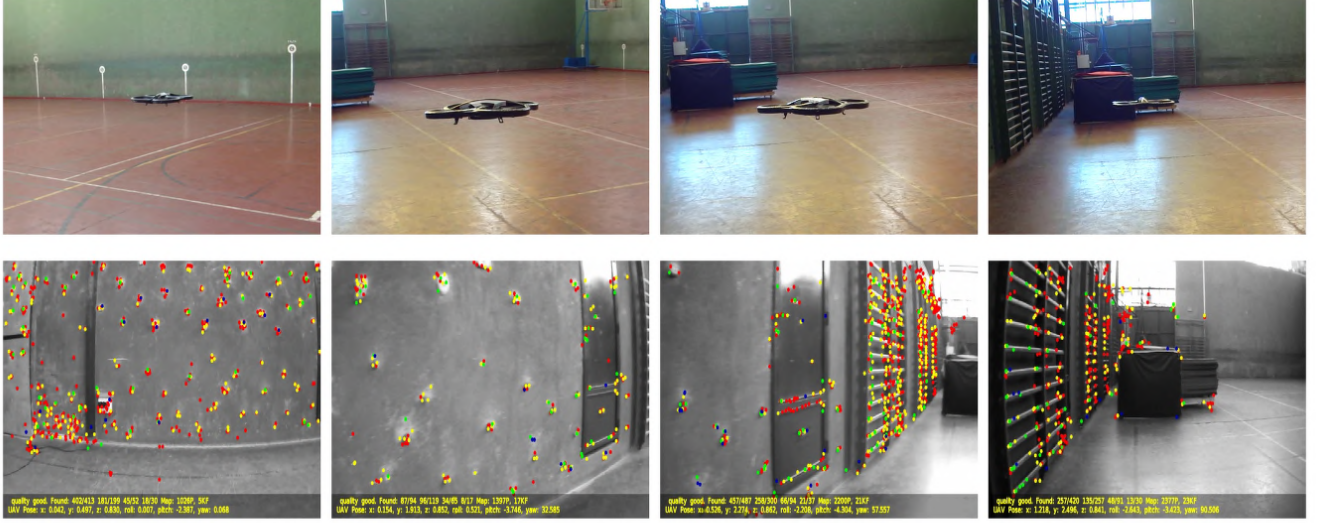 quality good. Found: 402/413 181/199 45/52 18/30 Map: 1026P, 5KF
UAV Pose: x: 0.042, y: 0.497, z: 0.830, roll: 0.007, pitch: -2.387, yaw: 0.068
quality good. Found: 87/94 96/119 34/65 8/17 Map: 1397P, 17KF
UAV Pose: x: 0.154, y: 1.913, z: 0.852, roll: 0.521, pitch: -3.746, yaw: 32.585
quality good. Found: 457/487 258/300 66/94 21/37 Map: 2200P, 21KF
UAV Pose: x:-0.526, y: 2.274, z: 0.862, roll: -2.208, pitch: -4.304, yaw: 57.557
quality good. Found: 257/420 135/257 48/91 13/30 Map: 2377P, 23KF
UAV Pose: x: 1.218, y: 2.496, z: 0.841, roll: -2.643, pitch: -3.423, yaw: 90.506